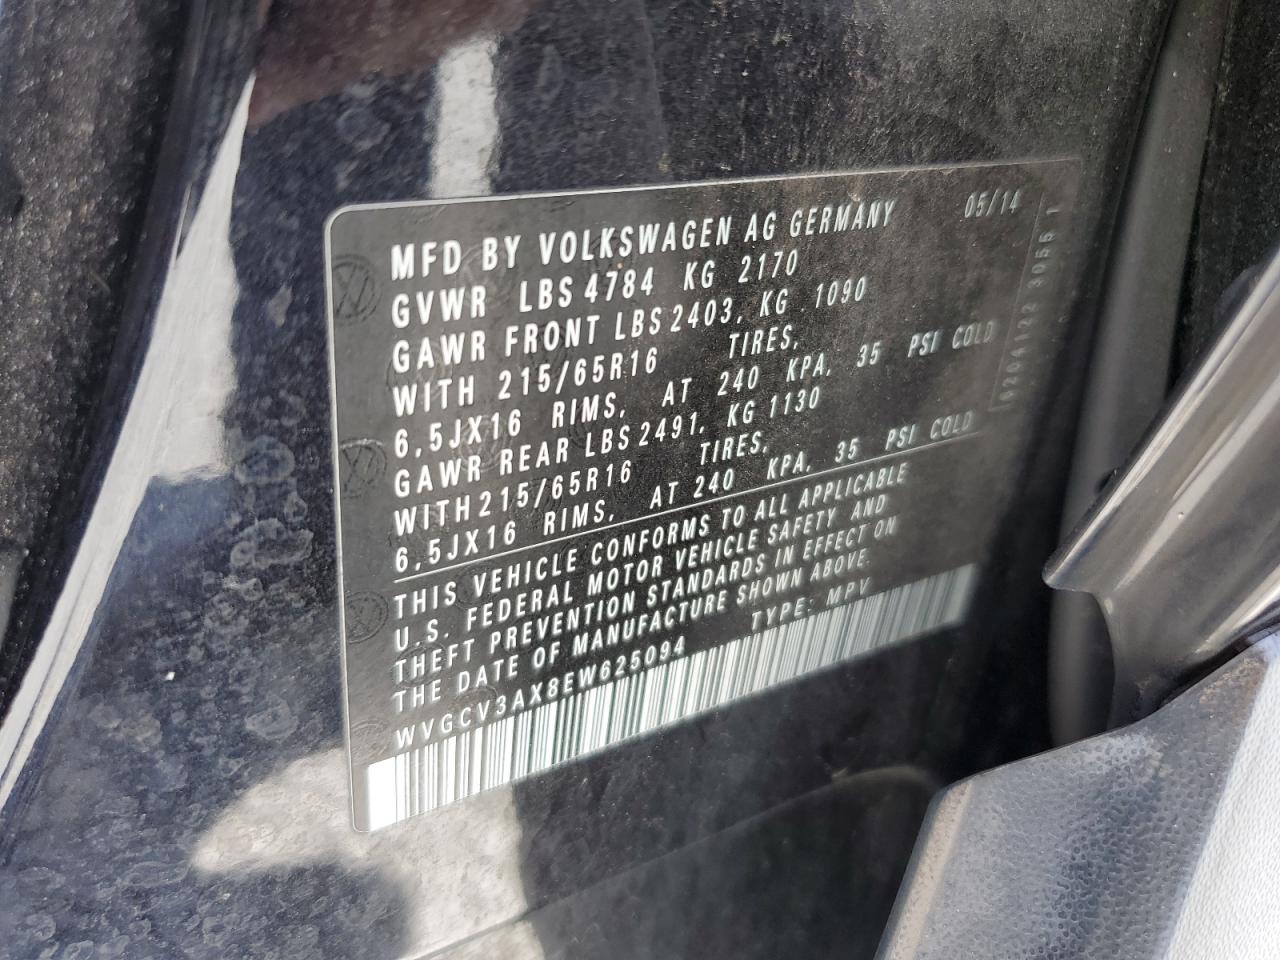 MFD BY VOLKSWAGEN AG GERMANY 05/14
GVWR LBS 4784 KG 2170
GAWR FRONT LBS 2403, KG 1090
WITH 215/65R16 TIRES,
6,5JX16 RIMS, AT 240 KPA, 35 PSI COLD
GAWR REAR LBS 2491, KG 1130
WITH 215/65R16 TIRES,
6,5JX16 RIMS, AT 240 KPA, 35 PSI COLD
THIS VEHICLE CONFORMS TO ALL APPLICABLE
U.S. FEDERAL MOTOR VEHICLE SAFETY AND
THEFT PREVENTION STANDARDS IN EFFECT ON
THE DATE OF MANUFACTURE SHOWN ABOVE.
WVGCV3AX8EW625094 TYPE: MPV